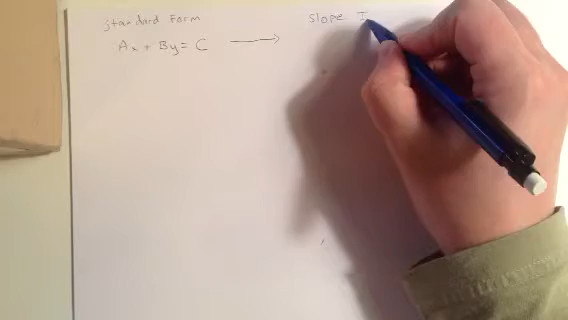 standard Form
Slope I
Ax + By = C